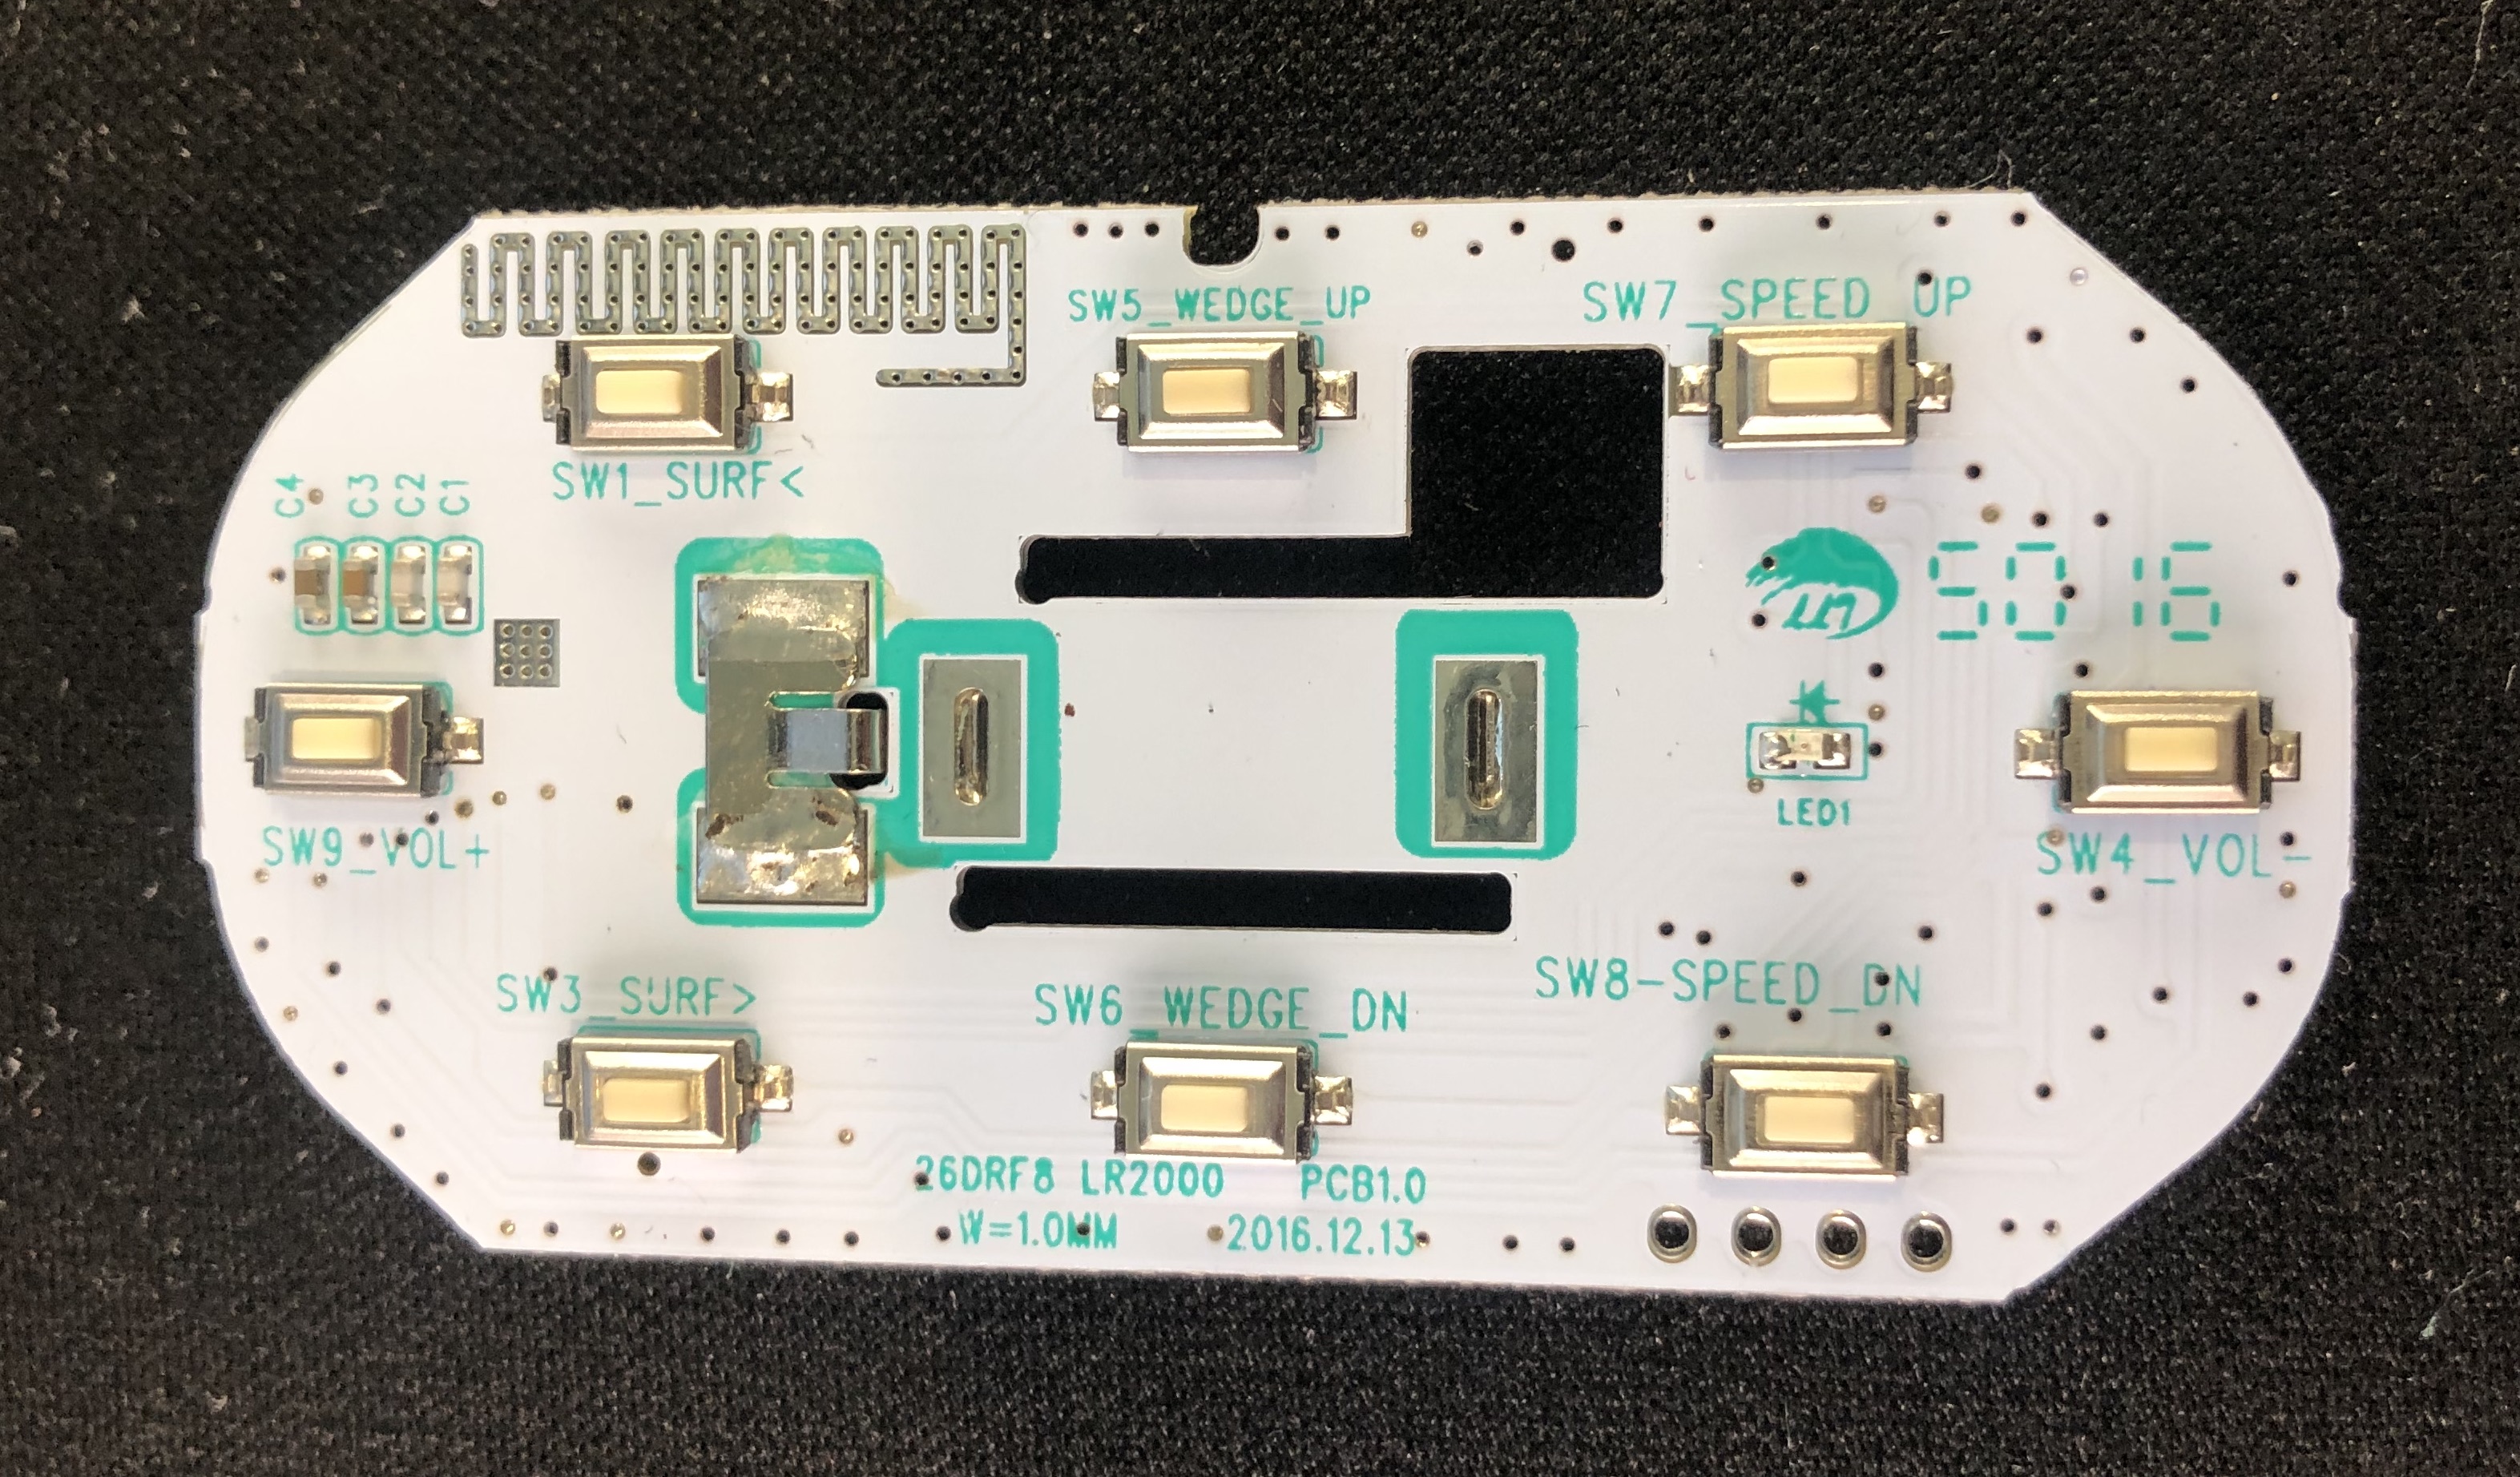 SW5_WEDGE_UP
SW7_SPEED_UP
SW1_SURF<
C4 C3 C2 C1
5016
LED1
SW9_VOL+
SW4_VOL-
SW3_SURF>
SW6_WEDGE_DN
SW8-SPEED_DN
26DRF8 LR2000 PCB1.0
W=1.0MM 2016.12.13